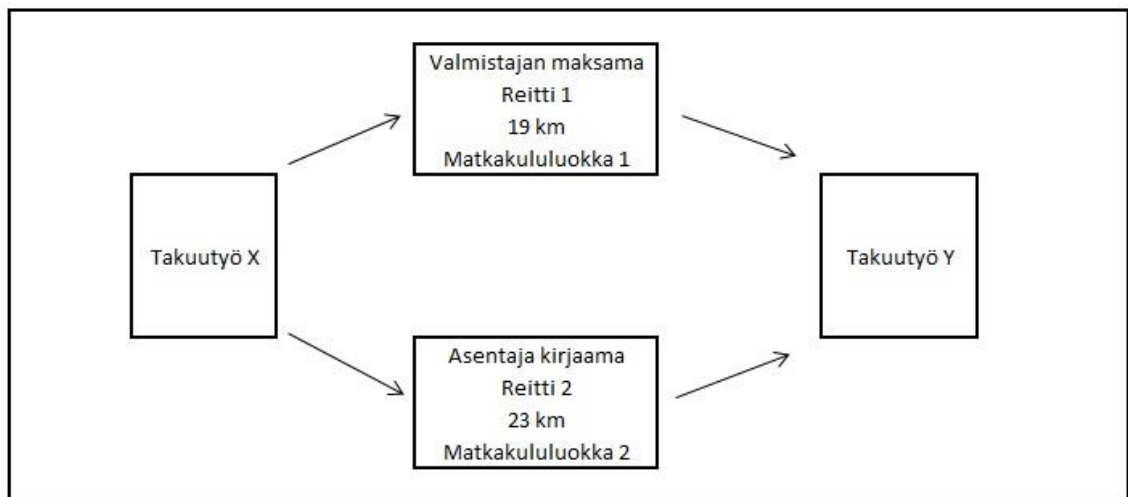 Valmistajan maksama
Reitti 1
19 km
Matkakululuokka 1
Takuutyö X
Takuutyö Y
Asentaja kirjaama
Reitti 2
23 km
Matkakululuokka 2